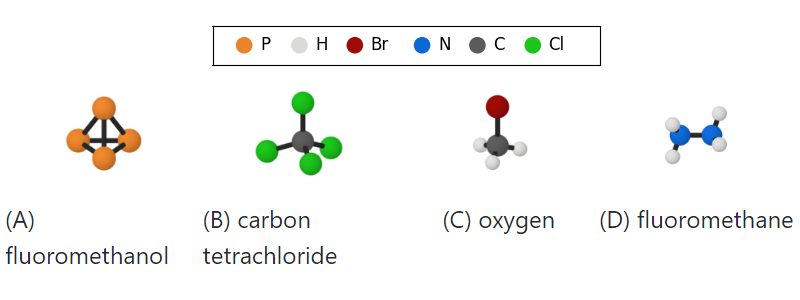 P H Br N C Cl
(A) fluoromethanol
(B) carbon tetrachloride
(C) oxygen
(D) fluoromethane